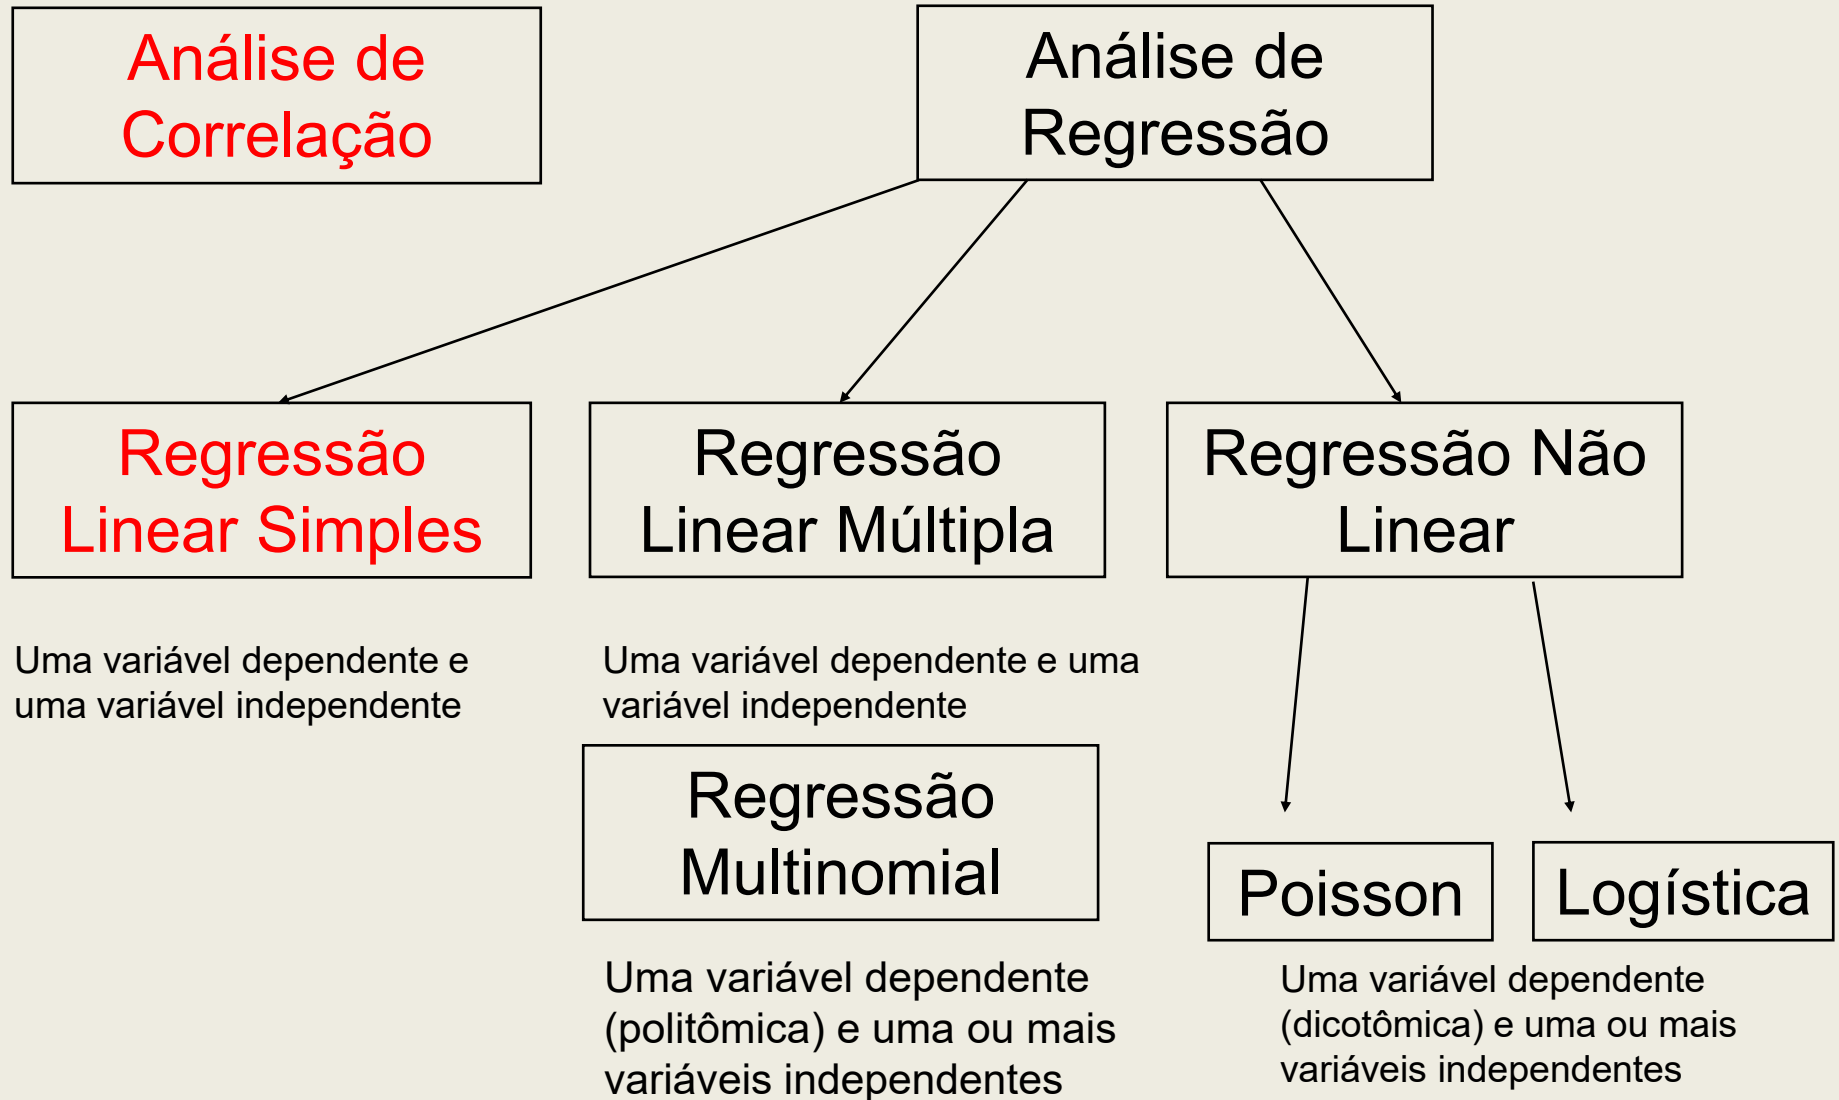 Análise de
Correlação
Análise de
Regressão
Regressão
Linear Simples
Regressão
Linear Múltipla
Regressão Não
Linear
Uma variável dependente e
uma variável independente
Uma variável dependente e uma
variável independente
Regressão
Multinomial
Poisson
Logística
Uma variável dependente
(politômica) e uma ou mais
variáveis independentes
Uma variável dependente
(dicotômica) e uma ou mais
variáveis independentes